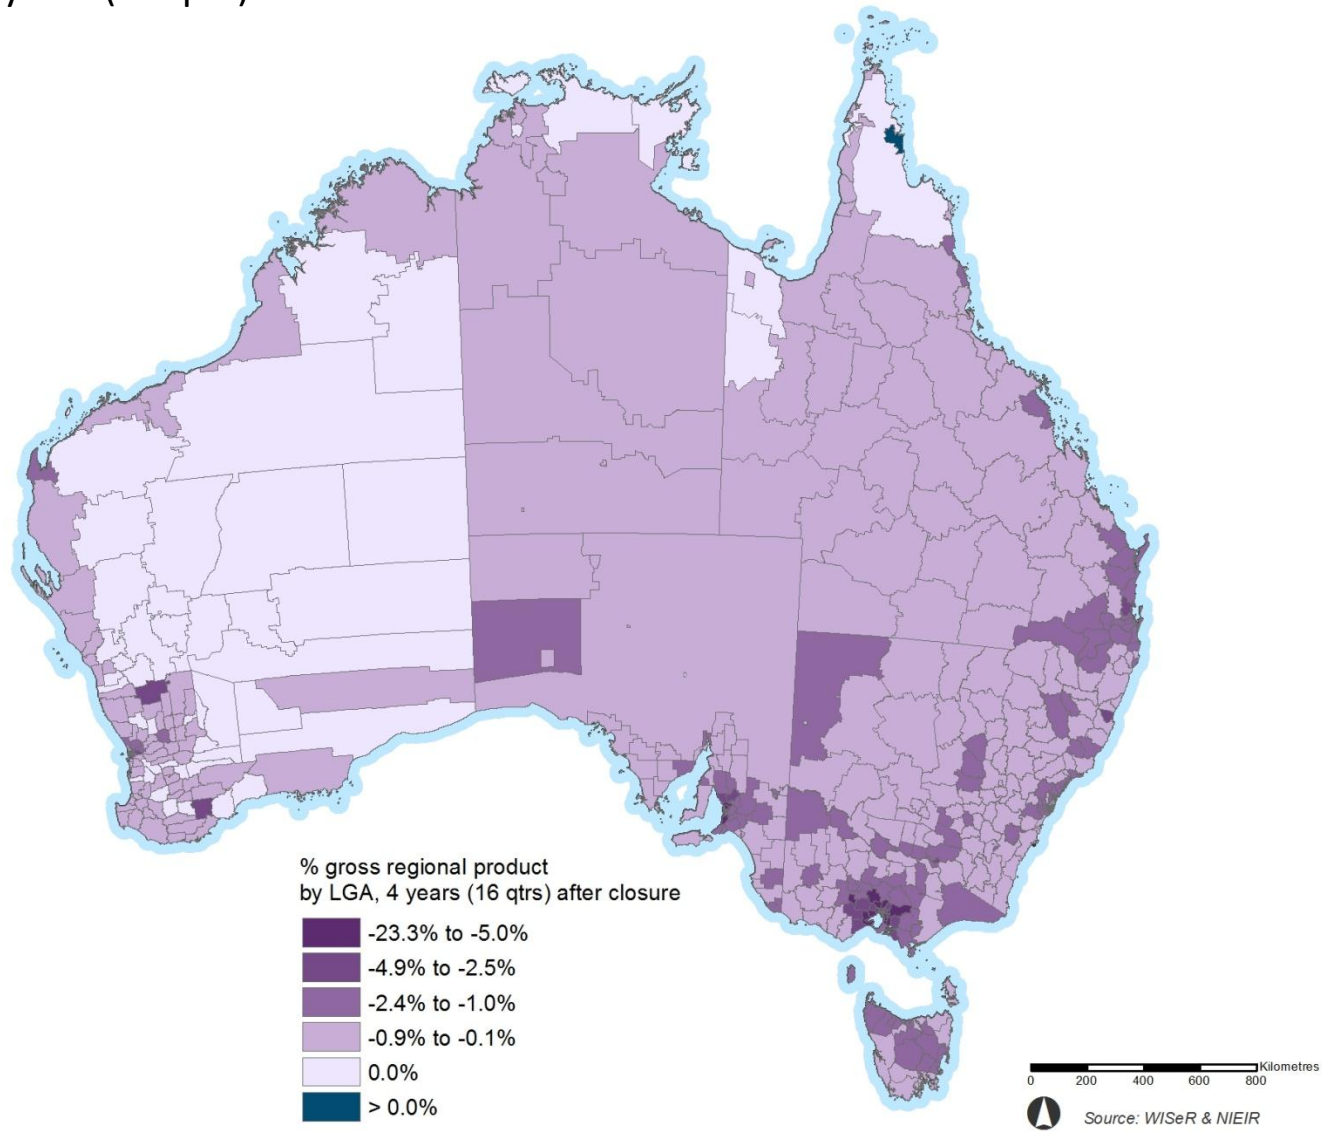 % gross regional product
by LGA, 4 years (16 qtrs) after closure
-23.3% to -5.0%
-4.9% to -2.5%
-2.4% to -1.0%
-0.9% to -0.1%
0.0%
> 0.0%
Kilometres
0 200 400 600 800
Source: WISeR & NIEIR